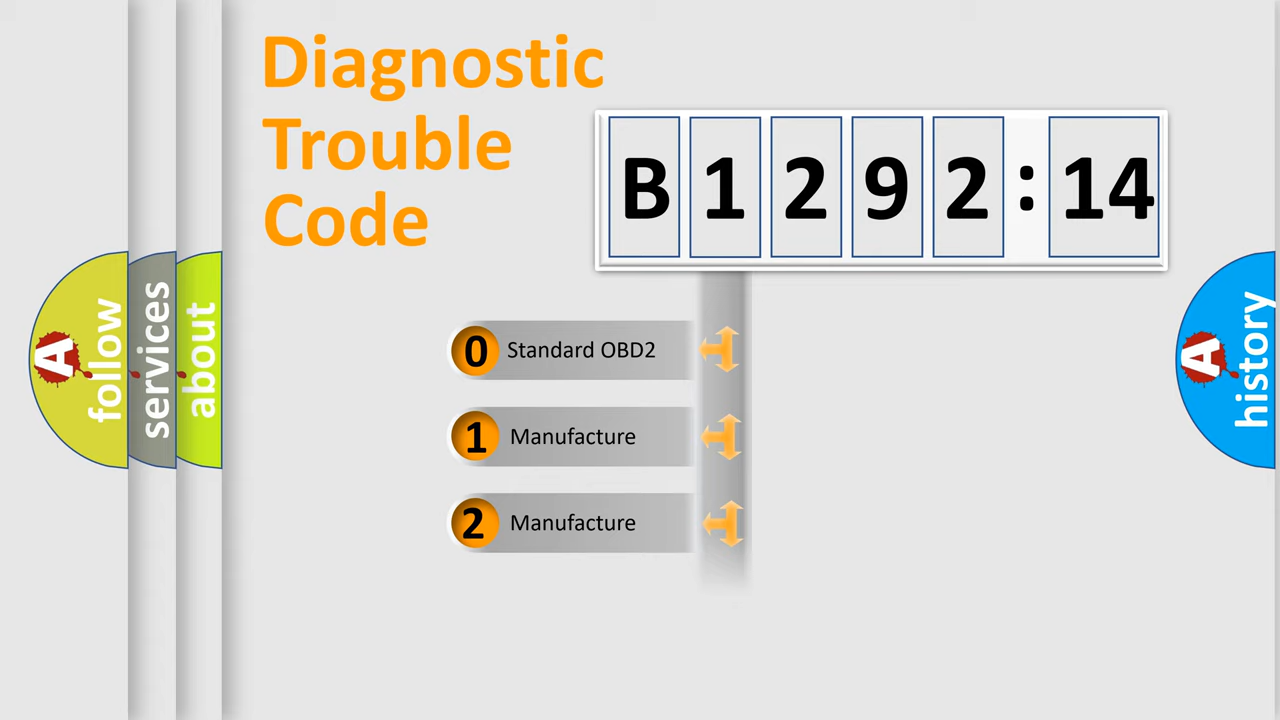 Diagnostic
Trouble
Code
B 1 2 9 2 : 14
0 Standard OBD2
1 Manufacture
2 Manufacture
A follow
services
about
A history